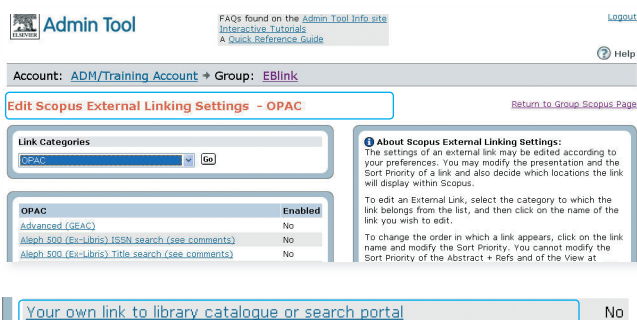 ELSEVIER
Admin Tool
FAQs found on the Admin Tool Info site
Interactive Tutorials
A Quick Reference Guide
Logout
? Help
Account: ADM/Training Account → Group: EBlink
Edit Scopus External Linking Settings - OPAC
Return to Group Scopus Page
Link Categories
OPAC
Go
OPAC Enabled
Advanced (GEAC) No
Aleph 500 (Ex-Libris) ISSN search (see comments) No
Aleph 500 (Ex-Libris) Title search (see comments) No
About Scopus External Linking Settings:
The settings of an external link may be edited according to
your preferences. You may modify the presentation and the
Sort Priority of a link and also decide which locations the link
will display within Scopus.
To edit an External Link, select the category to which the
link belongs from the list, and then click on the name of the
link you wish to edit.
To change the order in which a link appears, click on the link
name and modify the Sort Priority. You cannot modify the
Sort Priority of the Abstract + Refs and of the View at
Your own link to library catalogue or search portal No